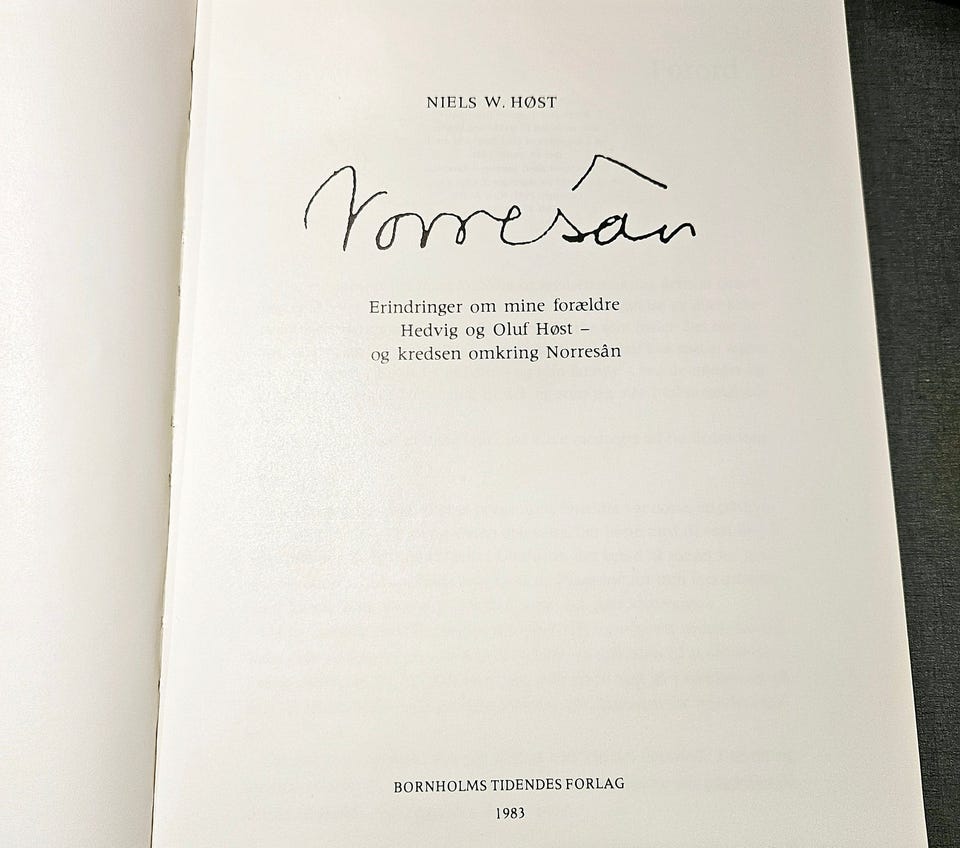 NIELS W. HØST
Norresân
Erindringer om mine forældre
Hedvig og Oluf Høst –
og kredsen omkring Norresân
BORNHOLMS TIDENDES FORLAG
1983